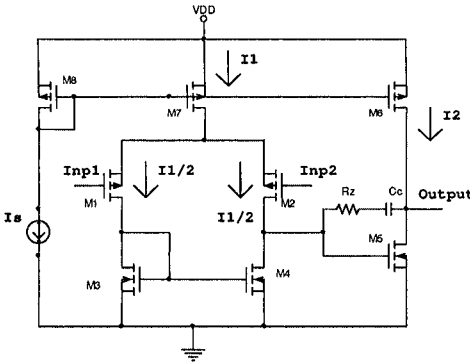 VDD
M8
I1
M7
M6
I2
Inp1
I1/2
Inp2
M1
I1/2
M2
Rz
Cc
Output
Is
M5
M3
M4